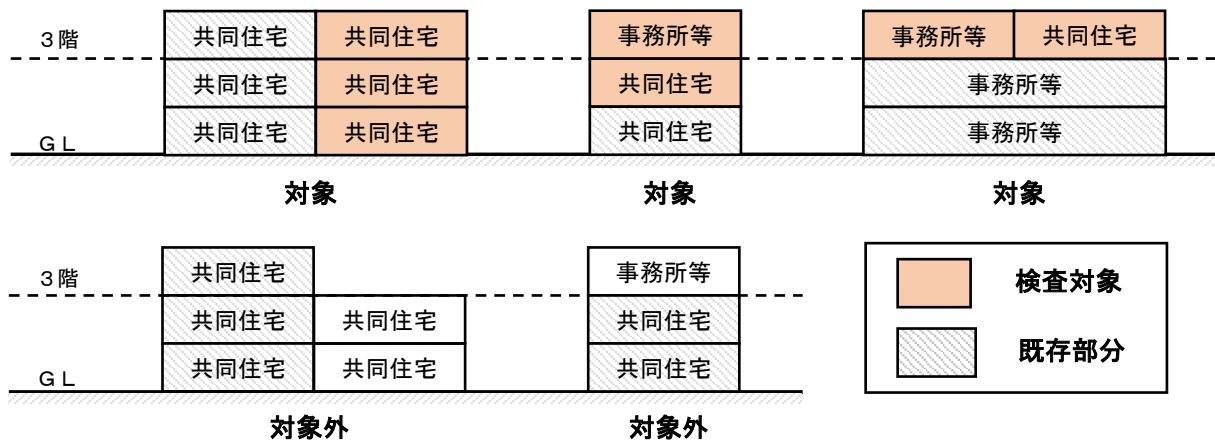 3階 共同住宅 共同住宅 事務所等 事務所等 共同住宅
共同住宅 共同住宅 共同住宅 事務所等
GL 共同住宅 共同住宅 共同住宅 事務所等
対象 対象 対象
3階 共同住宅 事務所等
共同住宅 共同住宅 共同住宅
GL 共同住宅 共同住宅 共同住宅
対象外 対象外
検査対象
既存部分